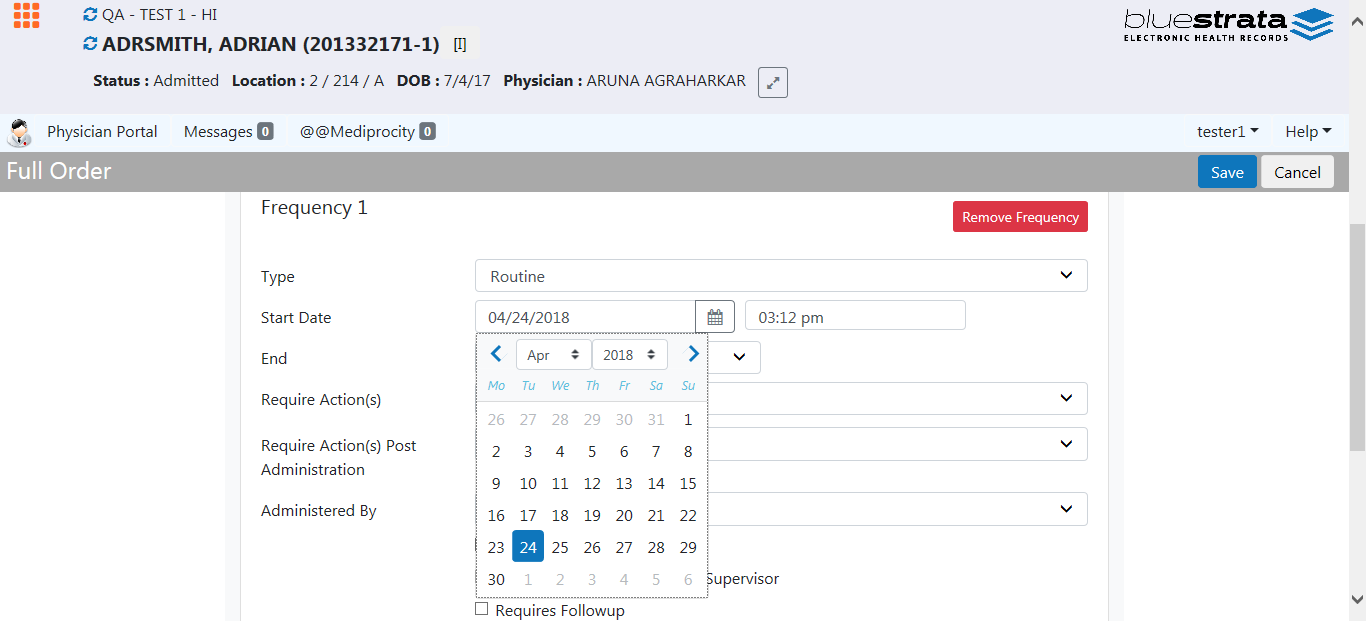 QA - TEST 1 - HI
bluestrata
ELECTRONIC HEALTH RECORDS
ADRSMITH, ADRIAN (201332171-1) [I]
Status : Admitted Location : 2 / 214 / A DOB : 7/4/17 Physician : ARUNA AGRAHARKAR
Physician Portal Messages 0 @@Mediprocity 0 tester1 Help
Full Order Save Cancel
Frequency 1
Remove Frequency
Type Routine
Start Date 04/24/2018 03:12 pm
End Apr 2018
Mo Tu We Th Fr Sa Su
Require Action(s)
26 27 28 29 30 31 1
Require Action(s) Post
Administration
2 3 4 5 6 7 8
9 10 11 12 13 14 15
Administered By
16 17 18 19 20 21 22
23 24 25 26 27 28 29
30 1 2 3 4 5 6
Supervisor
Requires Followup